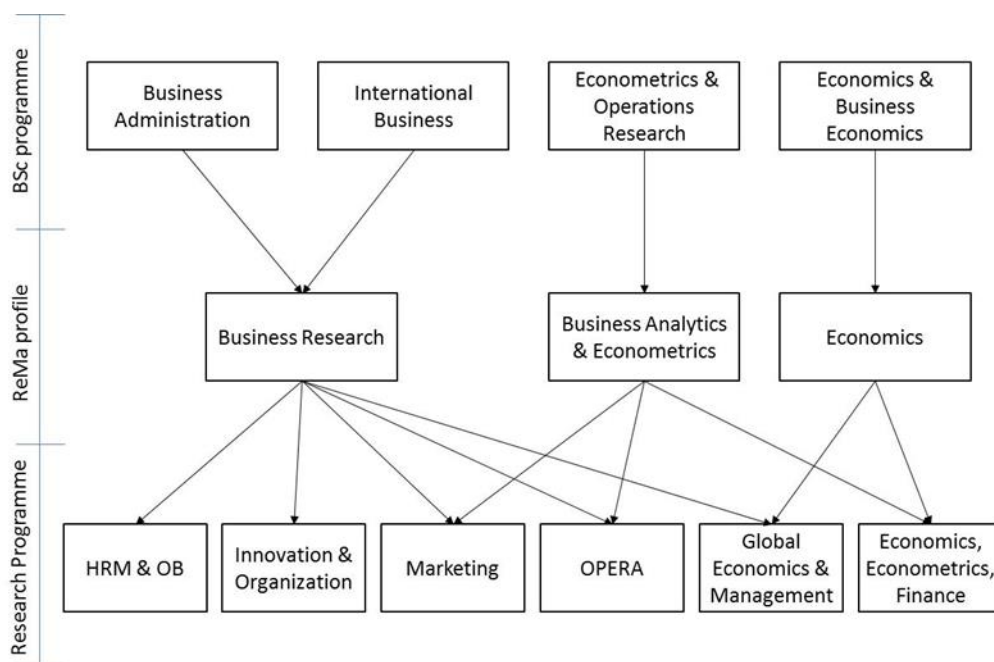 BSc programme
Business
Administration
International
Business
Econometrics &
Operations
Research
Economics &
Business
Economics
ReMa profile
Business Research
Business Analytics
& Econometrics
Economics
Research Programme
HRM & OB
Innovation &
Organization
Marketing
OPERA
Global
Economics &
Management
Economics,
Econometrics,
Finance